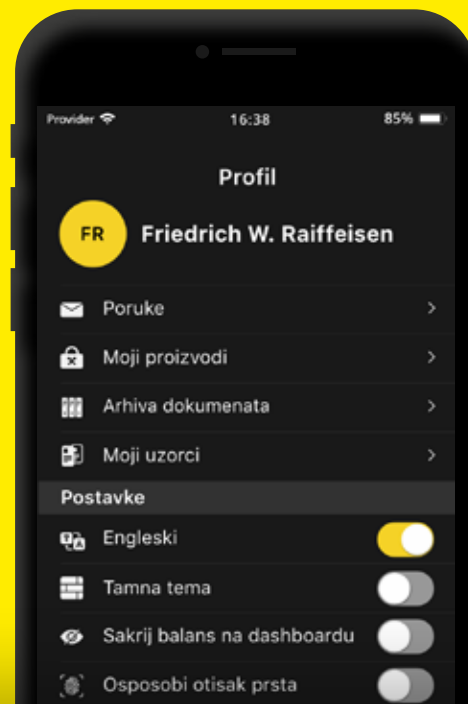 Provider 16:38 85%
Profil
FR Friedrich W. Raiffeisen
Poruke
Moji proizvodi
Arhiva dokumenata
Moji uzorci
Postavke
Engleski
Tamna tema
Sakrij balans na dashboardu
Osposobi otisak prsta